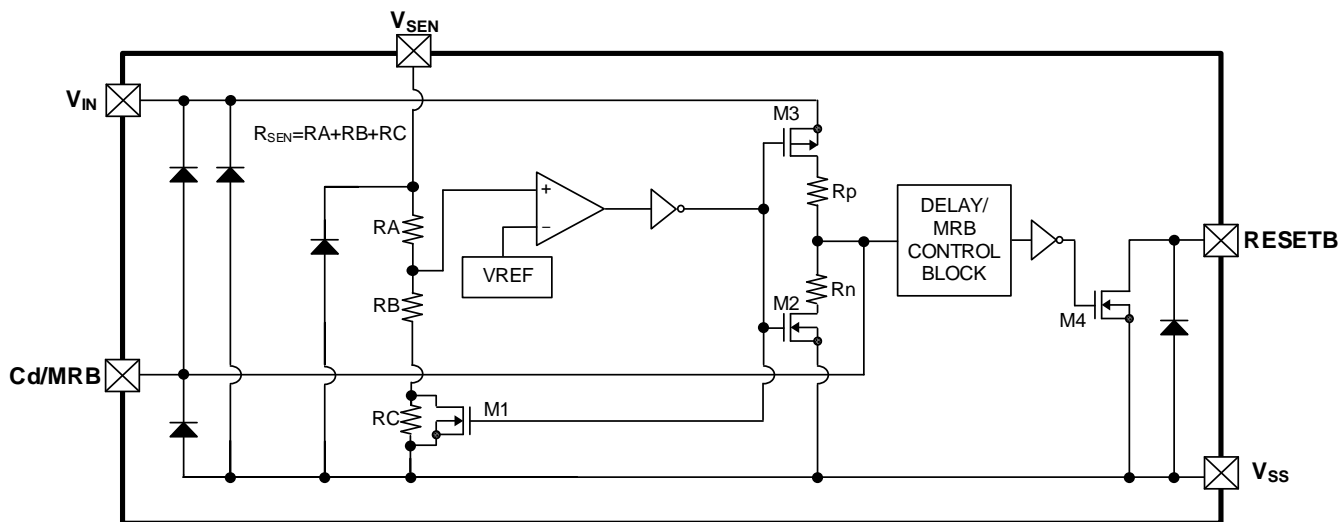 VSEN
VIN
M3
RSEN=RA+RB+RC
Rp
+
−
RA
VREF
DELAY/
MRB
CONTROL
BLOCK
RESETB
RB
Rn
M2
M4
Cd/MRB
RC
M1
VSS